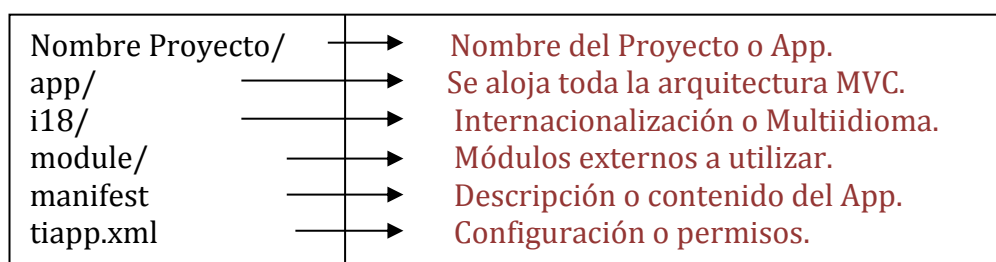 Nombre Proyecto/ Nombre del Proyecto o App.
app/ Se aloja toda la arquitectura MVC.
i18/ Internacionalización o Multiidioma.
module/ Módulos externos a utilizar.
manifest Descripción o contenido del App.
tiapp.xml Configuración o permisos.